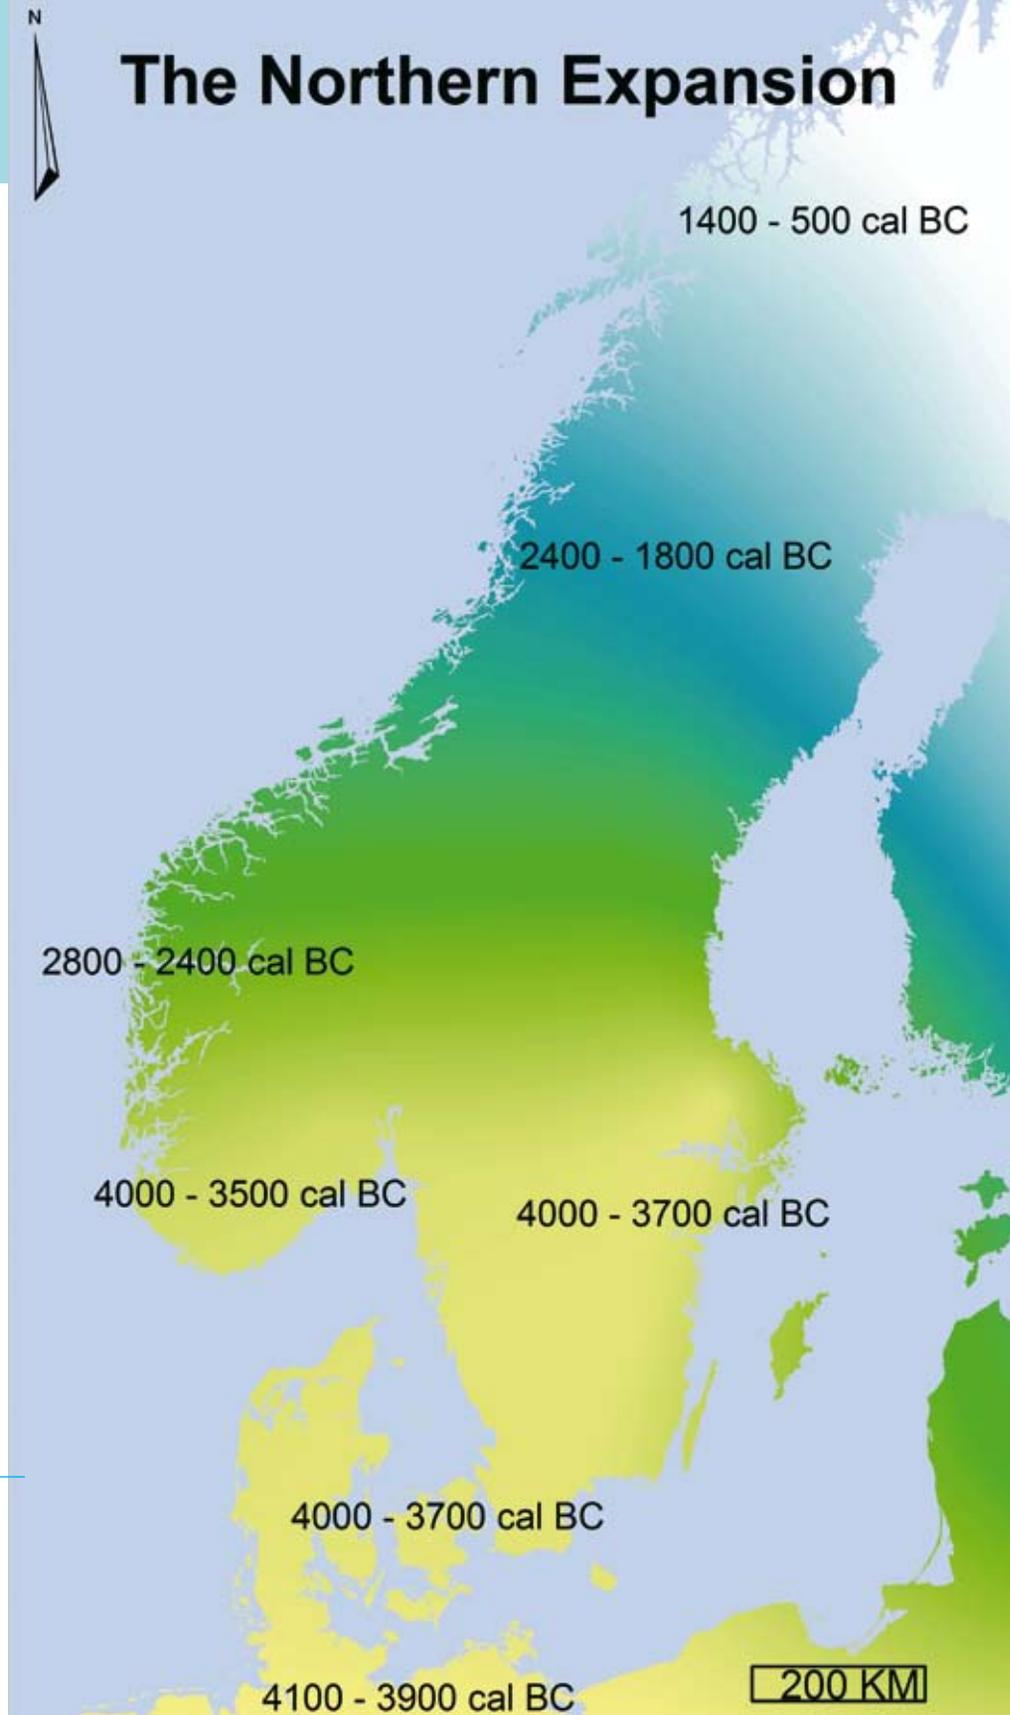 N
The Northern Expansion
1400 - 500 cal BC
2400 - 1800 cal BC
2800 - 2400 cal BC
4000 - 3500 cal BC
4000 - 3700 cal BC
4000 - 3700 cal BC
4100 - 3900 cal BC
200 KM